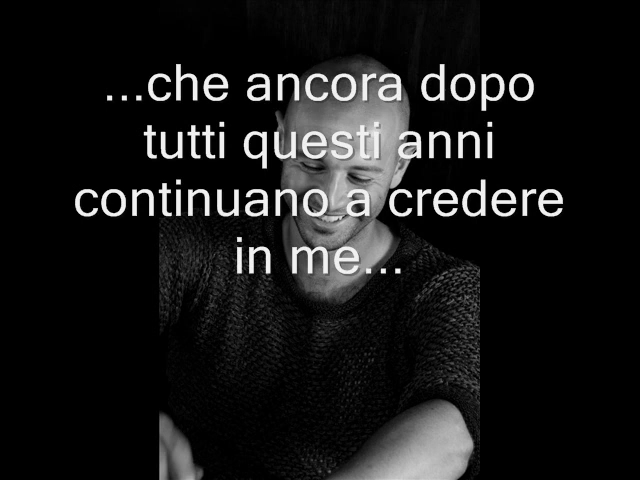 ...che ancora dopo
tutti questi anni
continuano a credere
in me...